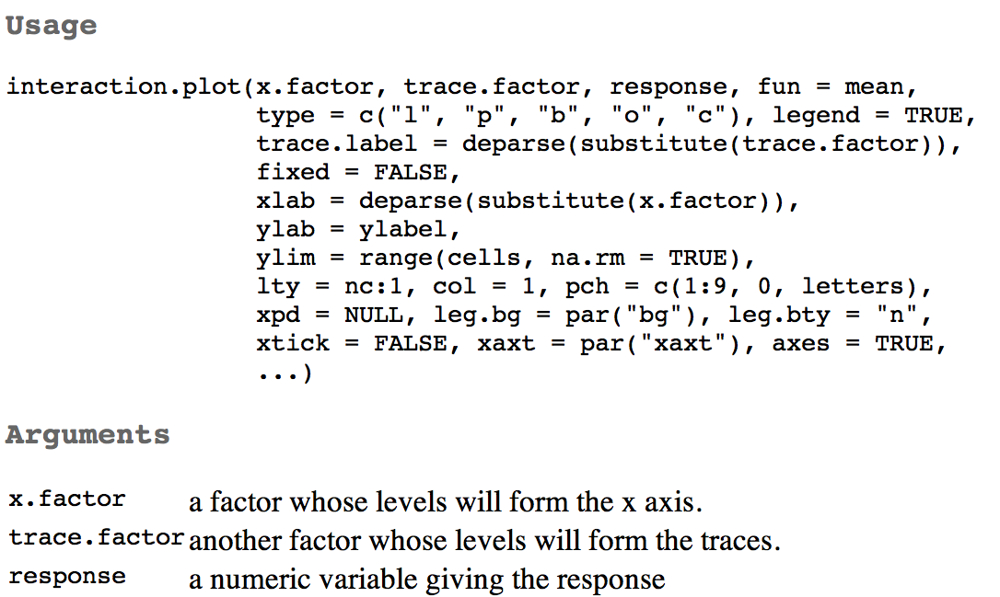 Usage
interaction.plot(x.factor, trace.factor, response, fun = mean,
type = c("l", "p", "b", "o", "c"), legend = TRUE,
trace.label = deparse(substitute(trace.factor)),
fixed = FALSE,
xlab = deparse(substitute(x.factor)),
ylab = ylabel,
ylim = range(cells, na.rm = TRUE),
lty = nc:1, col = 1, pch = c(1:9, 0, letters),
xpd = NULL, leg.bg = par("bg"), leg.bty = "n",
xtick = FALSE, xaxt = par("xaxt"), axes = TRUE,
...)
Arguments
x.factor a factor whose levels will form the x axis.
trace.factor another factor whose levels will form the traces.
response a numeric variable giving the response